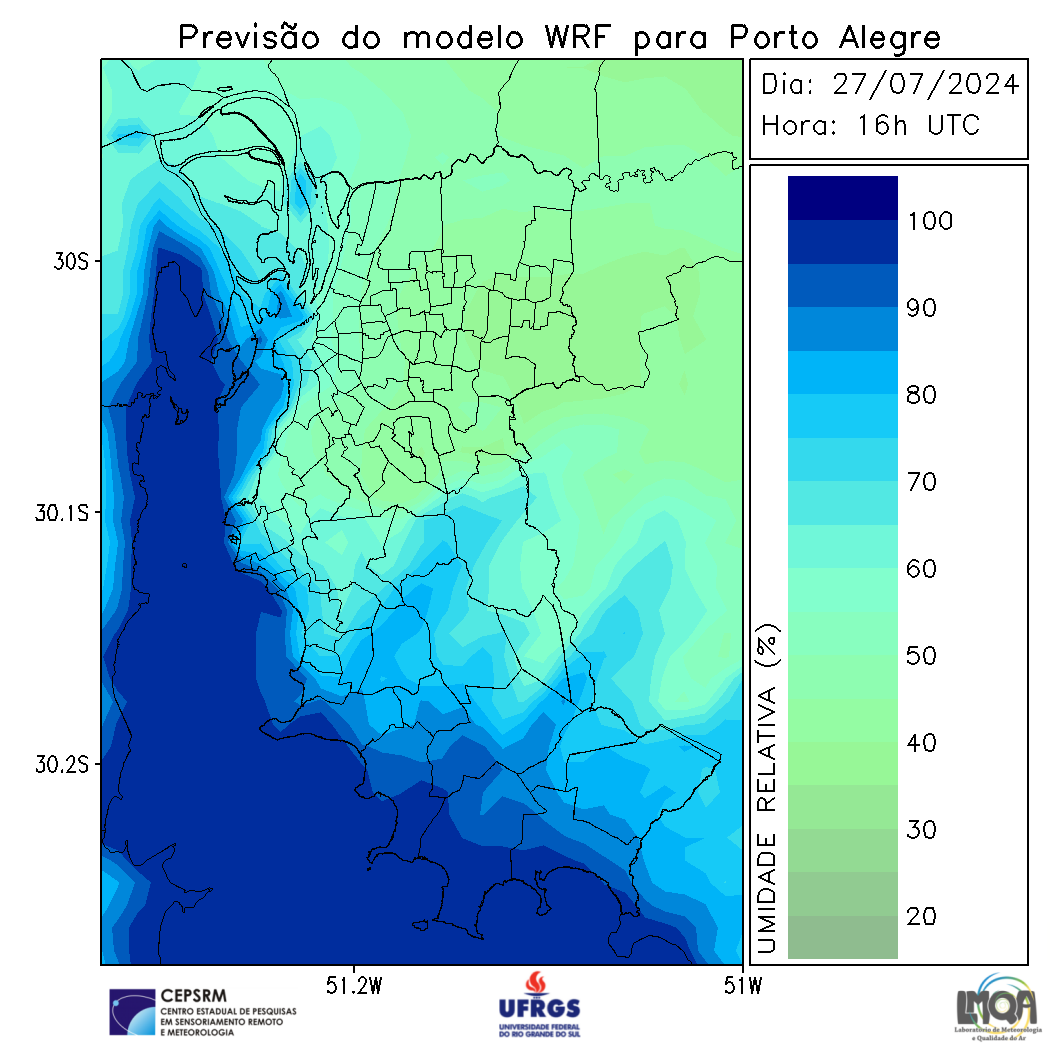 Previsão do modelo WRF para Porto Alegre
Dia: 27/07/2024
Hora: 16h UTC
30S
30.1S
30.2S
51.2W
51W
UMIDADE RELATIVA (%)
100
90
80
70
60
50
40
30
20
CEPSRM
CENTRO ESTADUAL DE PESQUISAS
EM SENSORIAMENTO REMOTO
E METEOROLOGIA
UFRGS
UNIVERSIDADE FEDERAL
DO RIO GRANDE DO SUL
LMQA
Laboratório de Meteorologia
e Qualidade do Ar